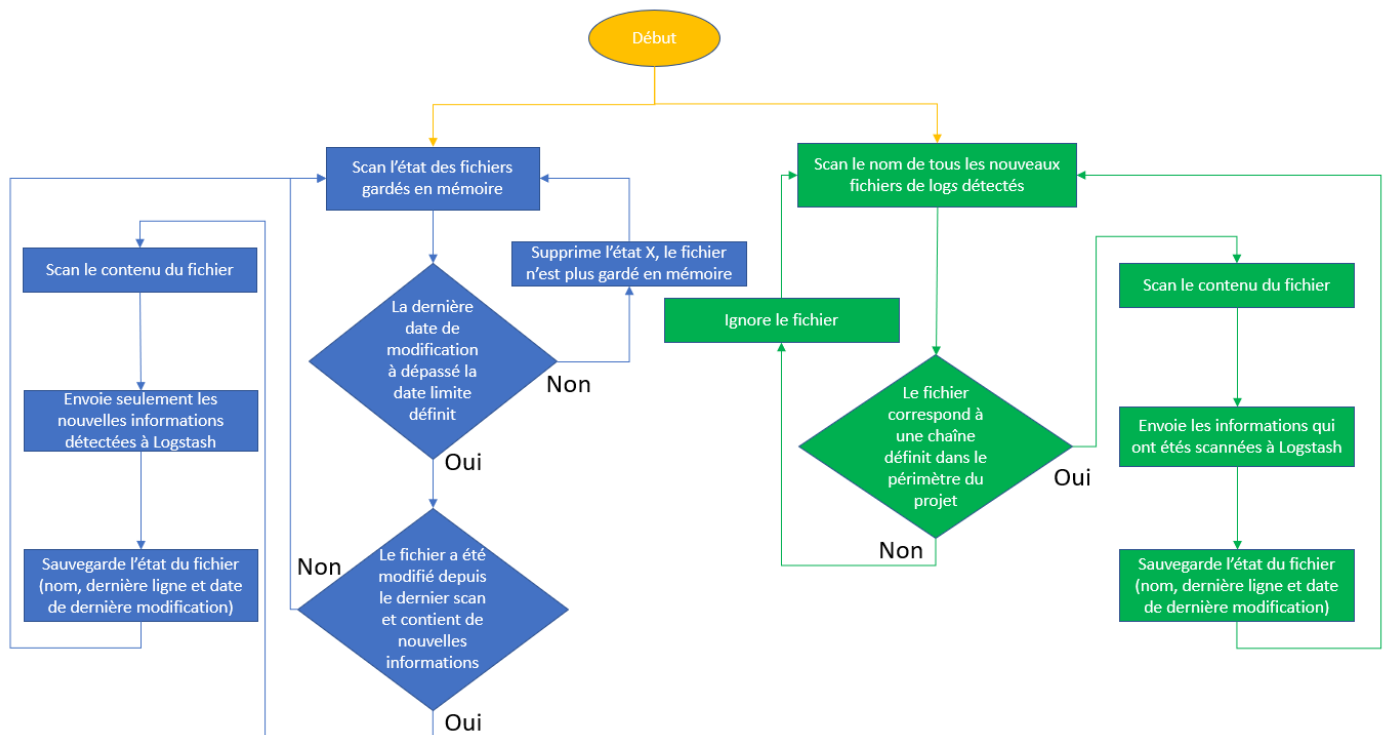 Début
Scan l'état des fichiers
gardés en mémoire
Scan le nom de tous les nouveaux
fichiers de logs détectés
Supprime l'état X, le fichier
n'est plus gardé en mémoire
Scan le contenu du fichier
La dernière
date de
modification
à dépassé la
date limite
définit
Non
Oui
Envoie seulement les
nouvelles informations
détectées à Logstash
Sauvegarde l'état du fichier
(nom, dernière ligne et date
de dernière modification)
Non
Le fichier a été
modifié depuis
le dernier scan
et contient de
nouvelles
informations
Oui
Ignore le fichier
Le fichier
correspond à
une chaîne
définit dans le
périmètre du
projet
Non
Oui
Scan le contenu du fichier
Envoie les informations qui
ont étés scannées à Logstash
Sauvegarde l'état du fichier
(nom, dernière ligne et date
de dernière modification)